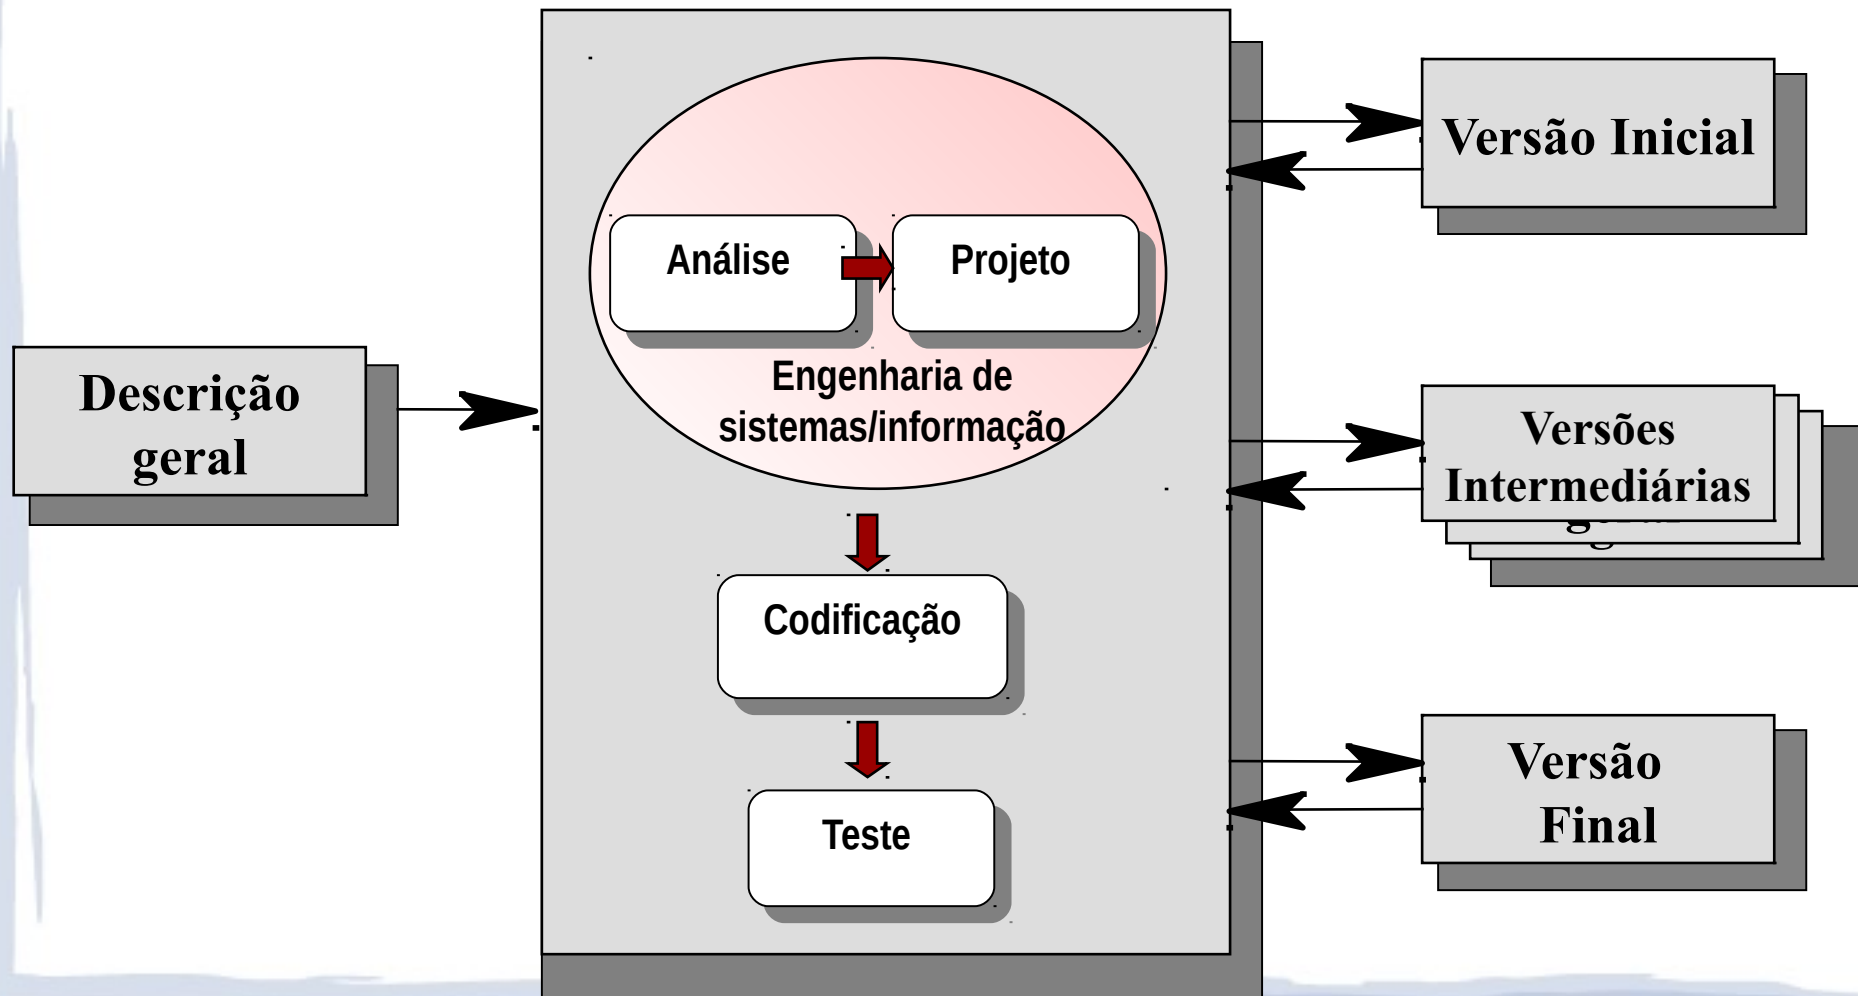 Descrição
geral
Análise
Projeto
Engenharia de
sistemas/informação
Codificação
Teste
Versão Inicial
Versões
Intermediárias
Versão
Final